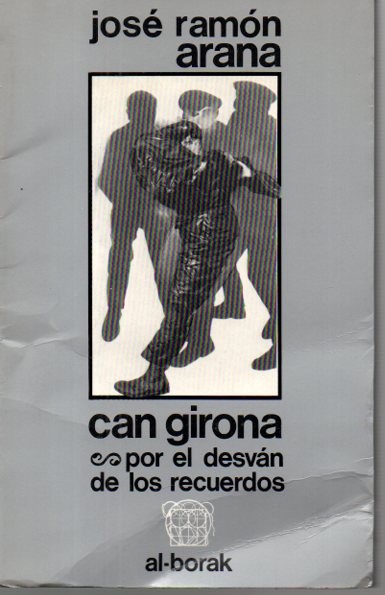 josé ramón
arana
can girona
por el desván
de los recuerdos
al-borak